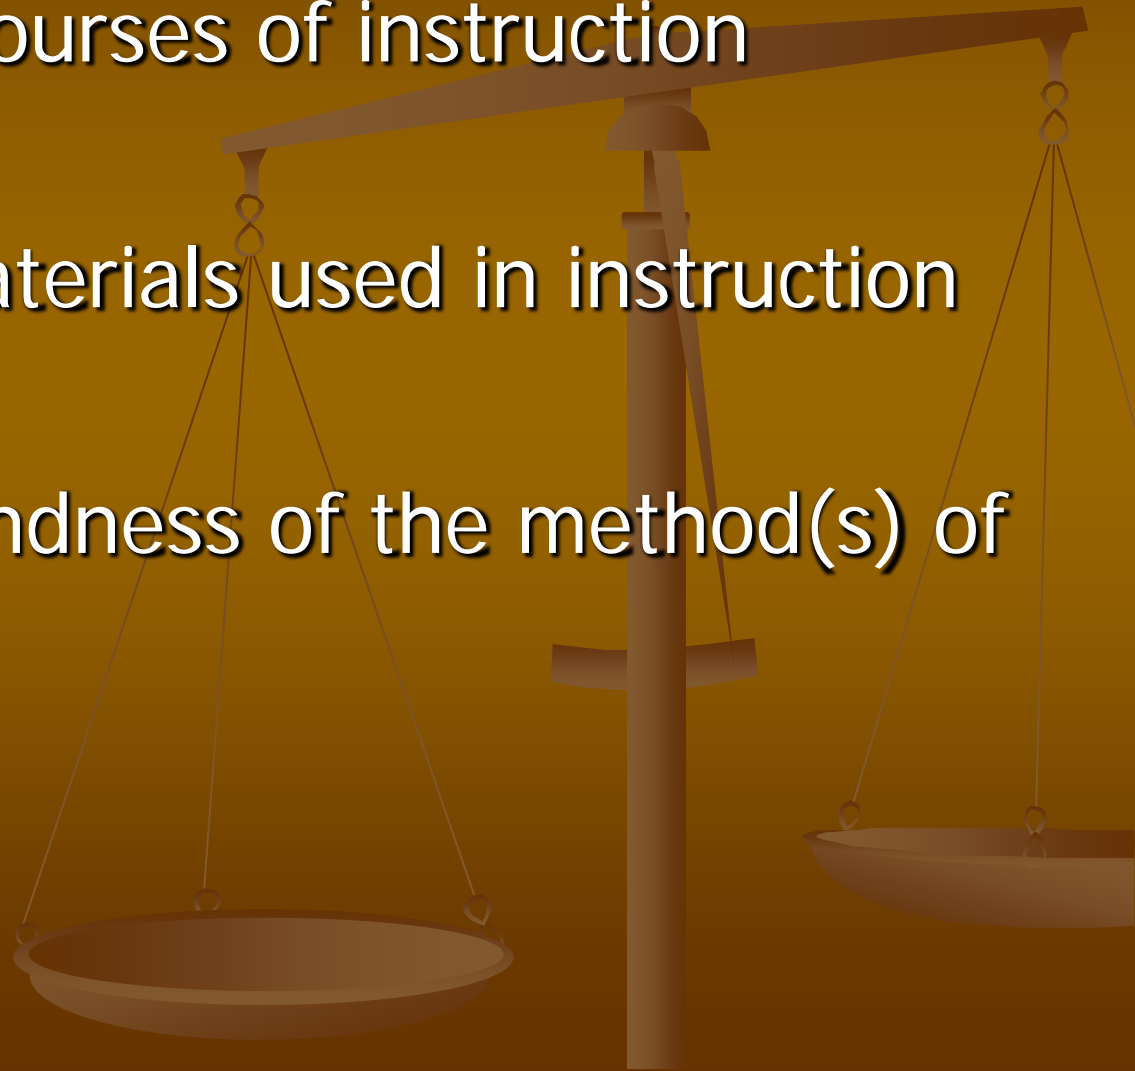 ourses of instruction
aterials used in instruction
ndness of the method(s) of